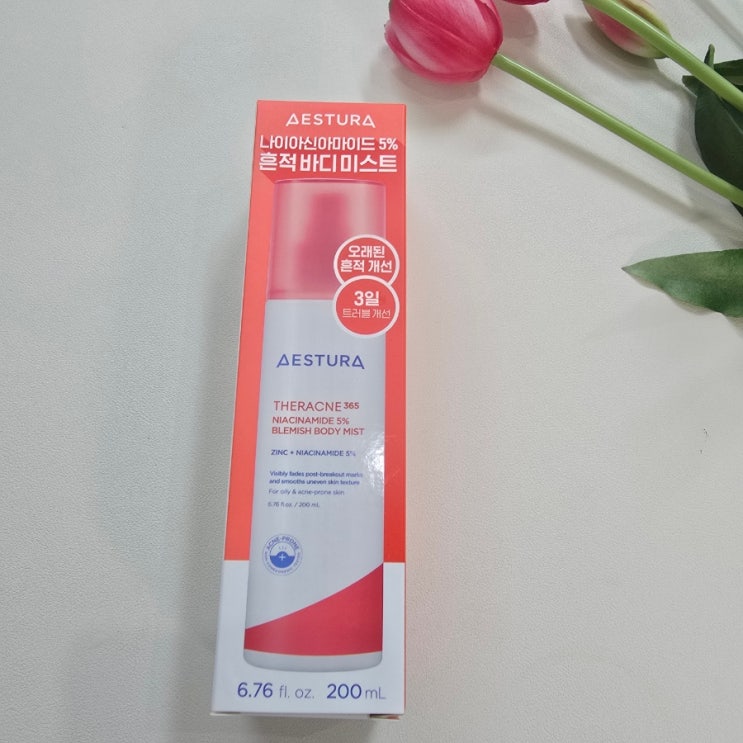 AESTURA
나이아신아마이드 5%
흔적 바디 미스트
오래된
흔적 개선
3일
트러블 개선
AESTURA
THERACNE 365
NIACINAMIDE 5%
BLEMISH BODY MIST
ZINC + NIACINAMIDE 5%
Visibly fades post-breakout marks
and smooths uneven skin texture
For oily & acne-prone skin
6.76 fl oz. / 200 mL
ACNE-PRONE
6.76 fl. oz. 200 mL